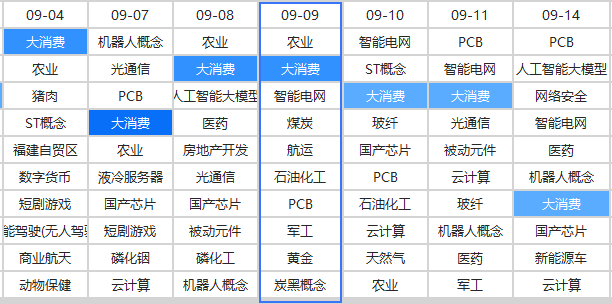 09-04 09-07 09-08 09-09 09-10 09-11 09-14
大消费 机器人概念 农业 农业 智能电网 PCB PCB
农业 光通信 大消费 大消费 ST概念 智能电网 人工智能大模型
猪肉 PCB 人工智能大模型 智能电网 大消费 大消费 网络安全
ST概念 大消费 医药 煤炭 玻纤 光通信 智能电网
福建自贸区 农业 房地产开发 航运 国产芯片 被动元件 医药
数字货币 液冷服务器 光通信 石油化工 PCB 云计算 机器人概念
短剧游戏 国产芯片 国产芯片 PCB 石油化工 玻纤 大消费
能驾驶(无人驾驶 短剧游戏 被动元件 军工 云计算 机器人概念 国产芯片
商业航天 磷化铟 磷化工 黄金 天然气 医药 新能源车
动物保健 云计算 机器人概念 炭黑概念 农业 军工 云计算